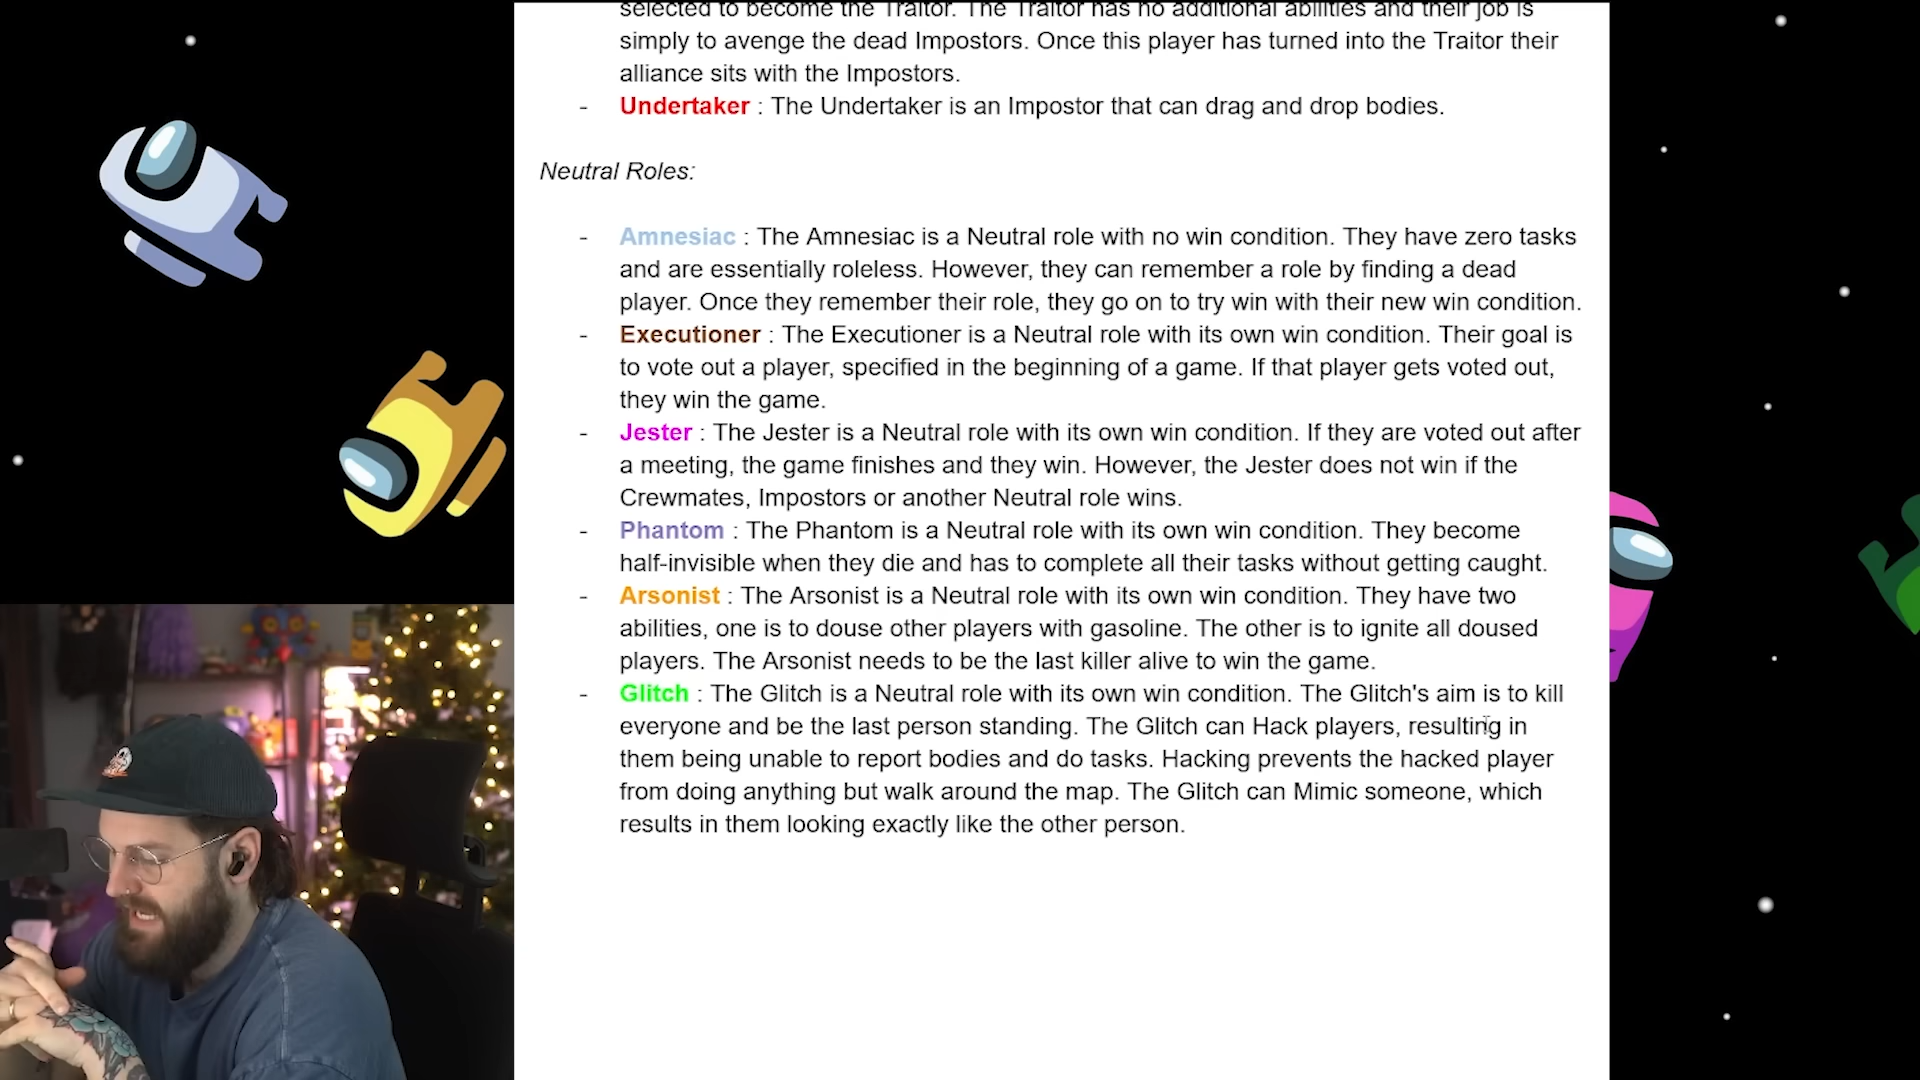 selected to become the Traitor. The Traitor has no additional abilities and their job is
simply to avenge the dead Impostors. Once this player has turned into the Traitor their
alliance sits with the Impostors.
- Undertaker : The Undertaker is an Impostor that can drag and drop bodies.
Neutral Roles:
- Amnesiac : The Amnesiac is a Neutral role with no win condition. They have zero tasks
and are essentially roleless. However, they can remember a role by finding a dead
player. Once they remember their role, they go on to try win with their new win condition.
- Executioner : The Executioner is a Neutral role with its own win condition. Their goal is
to vote out a player, specified in the beginning of a game. If that player gets voted out,
they win the game.
- Jester : The Jester is a Neutral role with its own win condition. If they are voted out after
a meeting, the game finishes and they win. However, the Jester does not win if the
Crewmates, Impostors or another Neutral role wins.
- Phantom : The Phantom is a Neutral role with its own win condition. They become
half-invisible when they die and has to complete all their tasks without getting caught.
- Arsonist : The Arsonist is a Neutral role with its own win condition. They have two
abilities, one is to douse other players with gasoline. The other is to ignite all doused
players. The Arsonist needs to be the last killer alive to win the game.
- Glitch : The Glitch is a Neutral role with its own win condition. The Glitch's aim is to kill
everyone and be the last person standing. The Glitch can Hack players, resulting in
them being unable to report bodies and do tasks. Hacking prevents the hacked player
from doing anything but walk around the map. The Glitch can Mimic someone, which
results in them looking exactly like the other person.